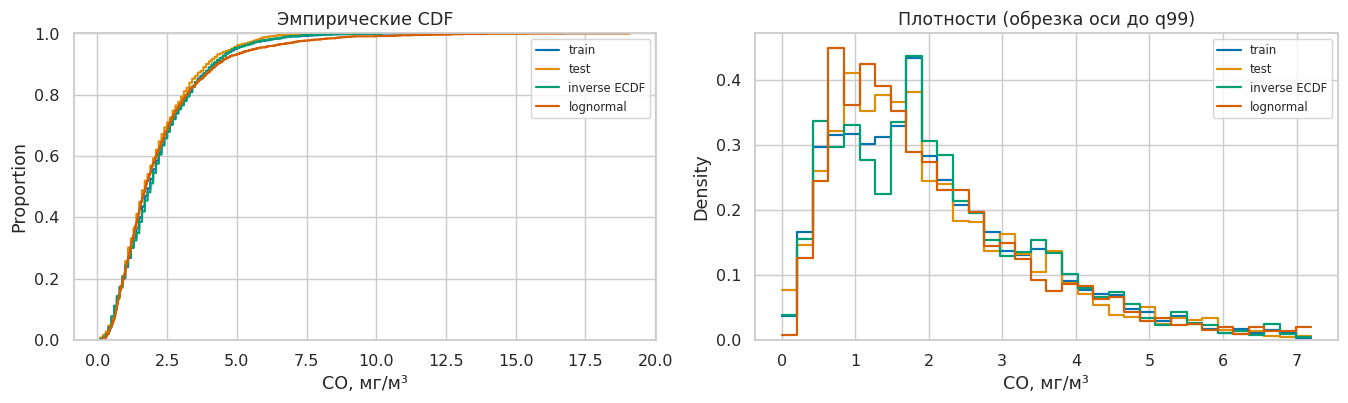 Эмпирические CDF
1.0
0.8
0.6
0.4
0.2
0.0
Proportion
train
test
inverse ECDF
lognormal
0.0 2.5 5.0 7.5 10.0 12.5 15.0 17.5 20.0
CO, мг/м³
Плотности (обрезка оси до q99)
0.4
0.3
0.2
0.1
0.0
Density
train
test
inverse ECDF
lognormal
0 1 2 3 4 5 6 7
CO, мг/м³